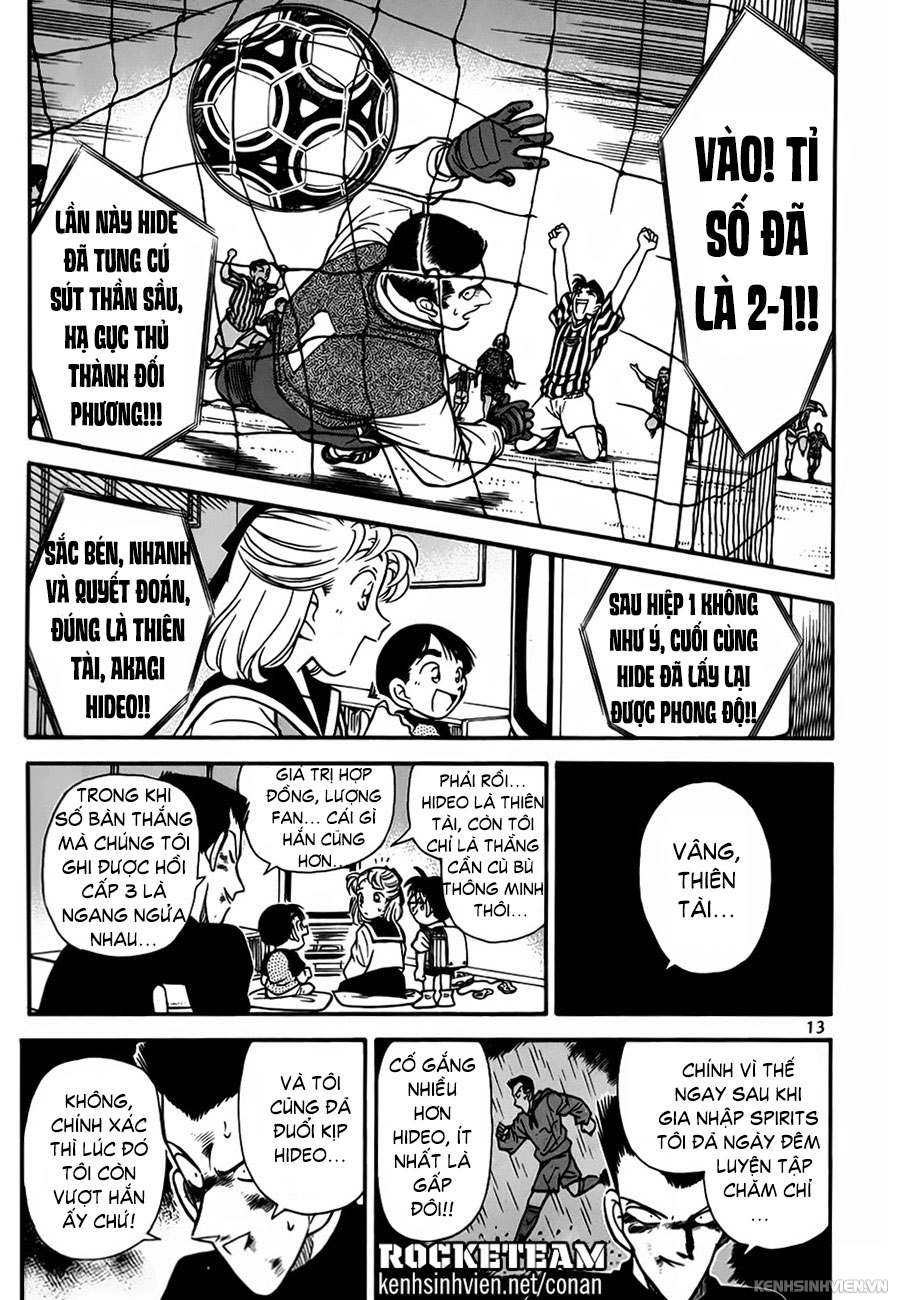 VÀO! TỈ
SỐ ĐÃ
LÀ 2-1!!
LẦN NÀY HIDE
ĐÃ TUNG CÚ
SÚT THẦN SẦU,
HẠ GỤC THỦ
THÀNH ĐỐI
PHƯƠNG!!!
SAU HIỆP 1 KHÔNG
NHƯ Ý, CUỐI CÙNG
HIDE ĐÃ LẤY LẠI
ĐƯỢC PHONG ĐỘ!!
SẮC BÉN, NHANH
VÀ QUYẾT ĐOÁN,
ĐÚNG LÀ THIÊN
TÀI, AKAGI
HIDEO!!
VÂNG,
THIÊN
TÀI...
PHẢI RỒI...
HIDEO LÀ THIÊN
TÀI, CÒN TÔI
CHỈ LÀ THẰNG
CẦN CÙ BÙ
THÔNG MINH
THÔI...
GIÁ TRỊ HỢP
ĐỒNG, LƯỢNG
FAN... CÁI GÌ
HẮN CŨNG
HƠN...
TRONG KHI
SỐ BÀN THẮNG
MÀ CHÚNG TÔI
GHI ĐƯỢC HỒI
CẤP 3 LÀ
NGANG NGỬA
NHAU...
13
CHÍNH VÌ THẾ
NGAY SAU KHI
GIA NHẬP SPIRITS
TÔI ĐÃ NGÀY ĐÊM
LUYỆN TẬP
CHĂM CHỈ
...
CỐ GẮNG
NHIỀU
HƠN
HIDEO, ÍT
NHẤT LÀ
GẤP
ĐÔI!!
VÀ TÔI
CŨNG ĐÃ
ĐUỔI KỊP
HIDEO...
KHÔNG,
CHÍNH XÁC
THÌ LÚC ĐÓ
TÔI CÒN
VƯỢT HẮN
ẤY CHỨ!
ROCKETEAM
kenhsinhvien.net/conan
KENHSINHVIEN.VN